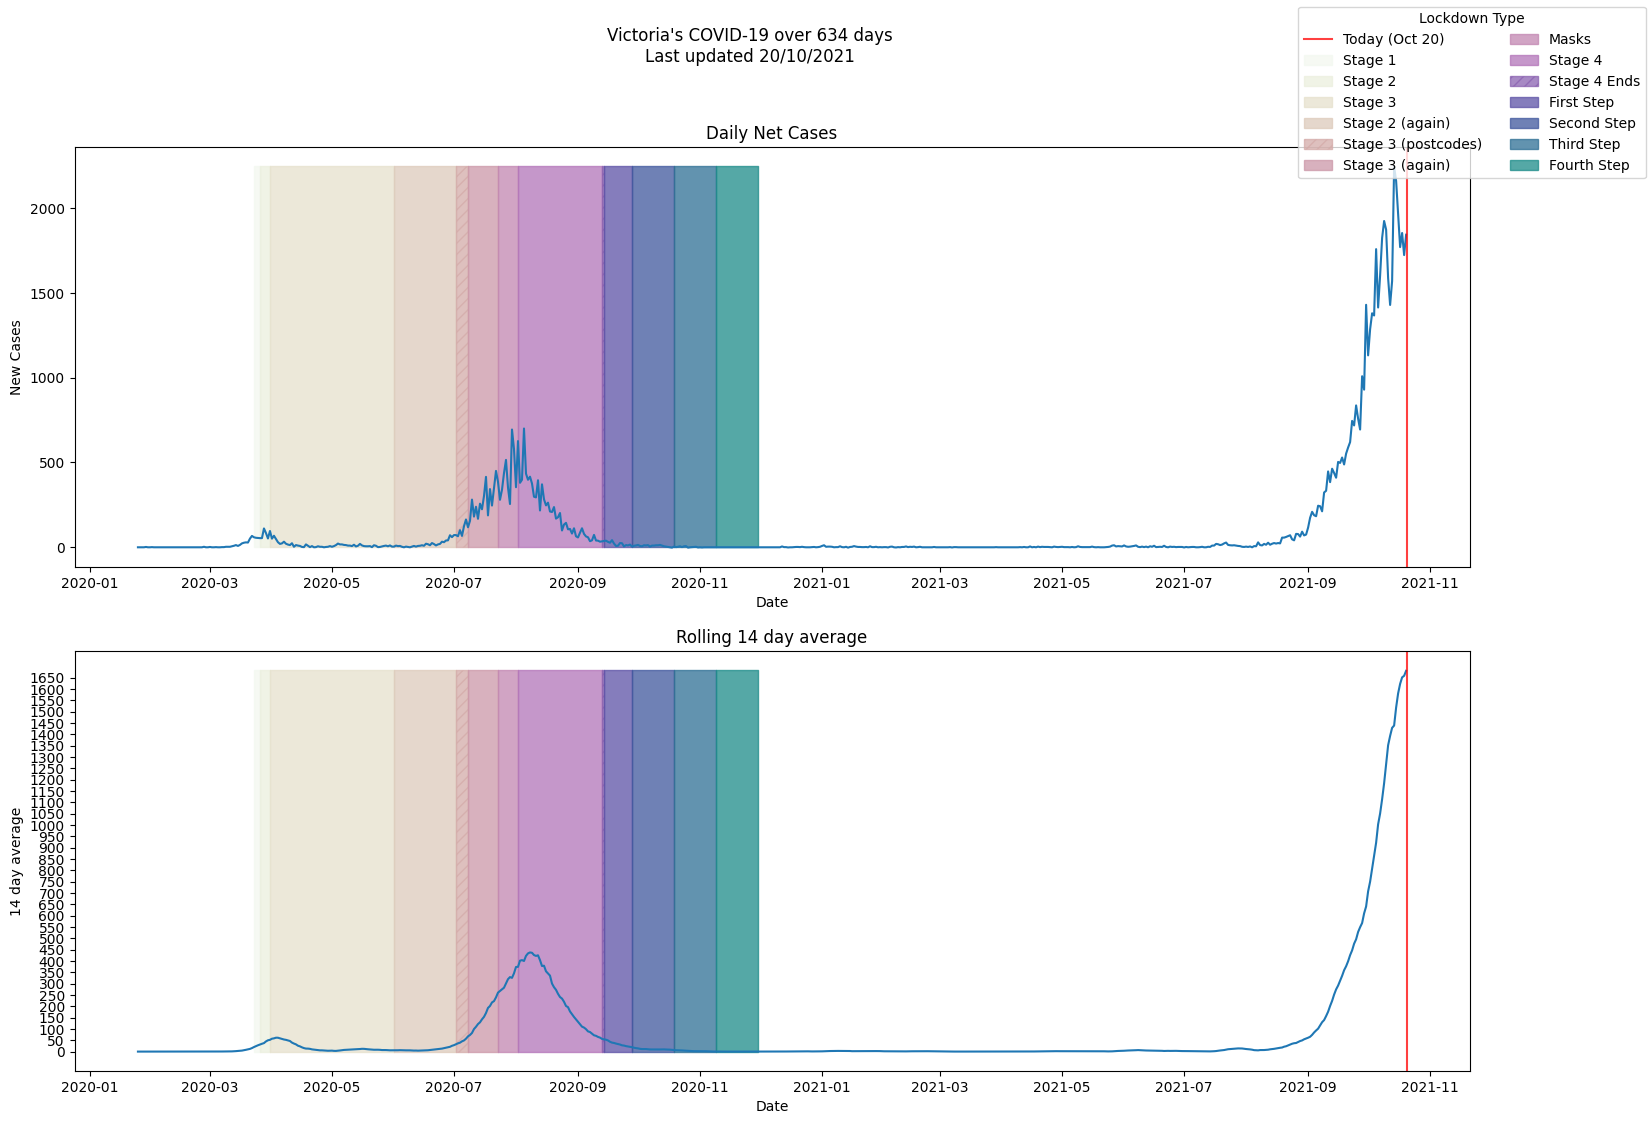 Victoria's COVID-19 over 634 days
Last updated 20/10/2021
Lockdown Type
Today (Oct 20)
Stage 1
Stage 2
Stage 3
Stage 2 (again)
Stage 3 (postcodes)
Stage 3 (again)
Masks
Stage 4
Stage 4 Ends
First Step
Second Step
Third Step
Fourth Step
Daily Net Cases
New Cases
2000
1500
1000
500
0
2020-01 2020-03 2020-05 2020-07 2020-09 2020-11 2021-01 2021-03 2021-05 2021-07 2021-09 2021-11
Date
Rolling 14 day average
14 day average
1650
1600
1550
1500
1450
1400
1350
1300
1250
1200
1150
1100
1050
1000
950
900
850
800
750
700
650
600
550
500
450
400
350
300
250
200
150
100
50
0
2020-01 2020-03 2020-05 2020-07 2020-09 2020-11 2021-01 2021-03 2021-05 2021-07 2021-09 2021-11
Date